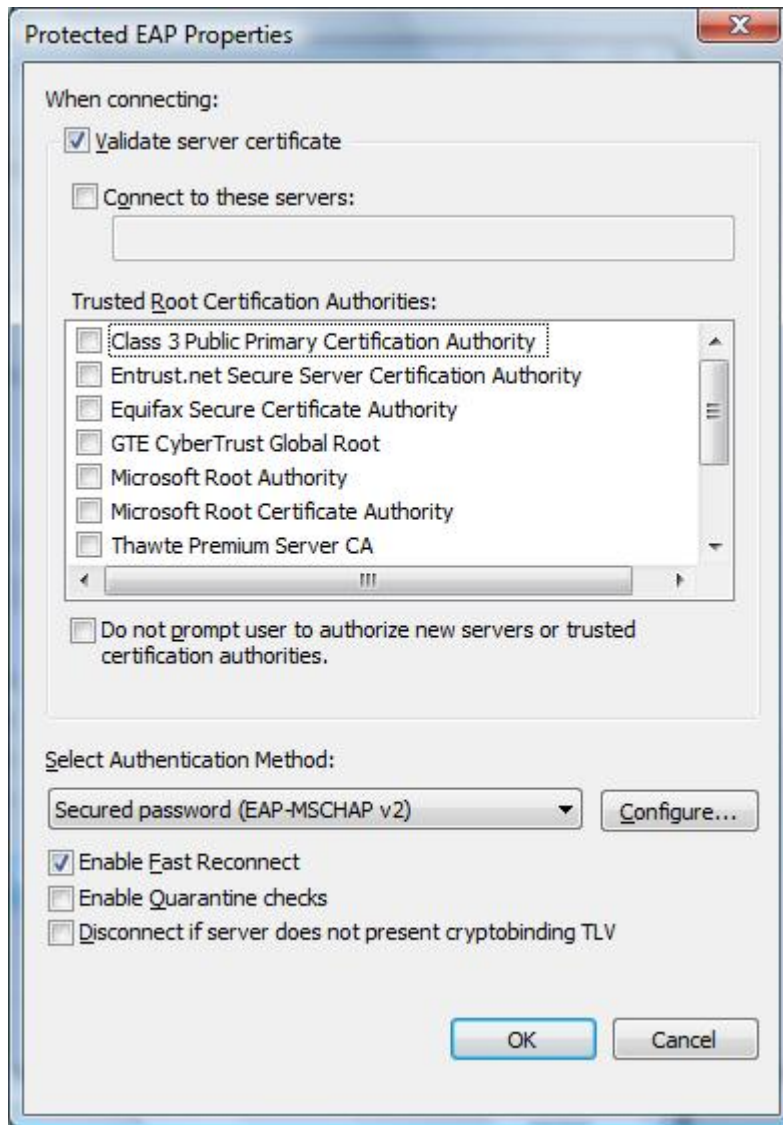 Protected EAP Properties
When connecting:
Validate server certificate
Connect to these servers:
Trusted Root Certification Authorities:
Class 3 Public Primary Certification Authority
Entrust.net Secure Server Certification Authority
Equifax Secure Certificate Authority
GTE CyberTrust Global Root
Microsoft Root Authority
Microsoft Root Certificate Authority
Thawte Premium Server CA
Do not prompt user to authorize new servers or trusted
certification authorities.
Select Authentication Method:
Secured password (EAP-MSCHAP v2)
Configure...
Enable Fast Reconnect
Enable Quarantine checks
Disconnect if server does not present cryptobinding TLV
OK
Cancel